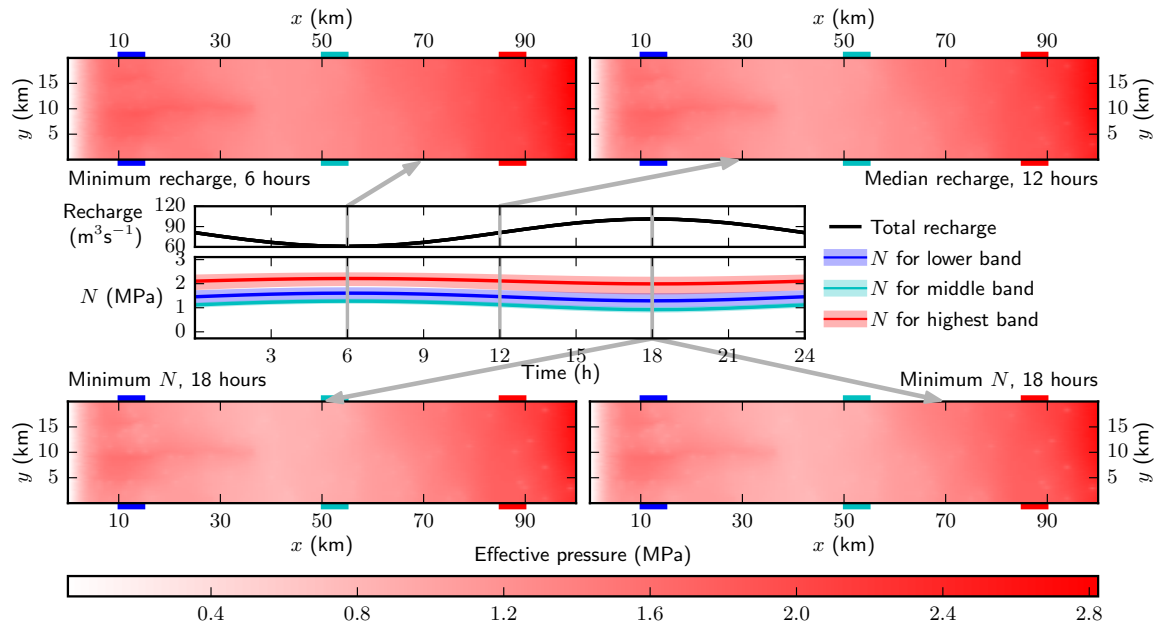 x (km)
x (km)
10 30 50 70 90
10 30 50 70 90
y (km)
15
10
5
15
10
5
y (km)
Minimum recharge, 6 hours
Median recharge, 12 hours
Recharge
(m³s⁻¹)
120
90
60
N (MPa)
3
2
1
0
3 6 9 12 15 18 21 24
Time (h)
Total recharge
N for lower band
N for middle band
N for highest band
Minimum N, 18 hours
Minimum N, 18 hours
y (km)
15
10
5
15
10
5
y (km)
10 30 50 70 90
10 30 50 70 90
x (km)
x (km)
Effective pressure (MPa)
0.4 0.8 1.2 1.6 2.0 2.4 2.8